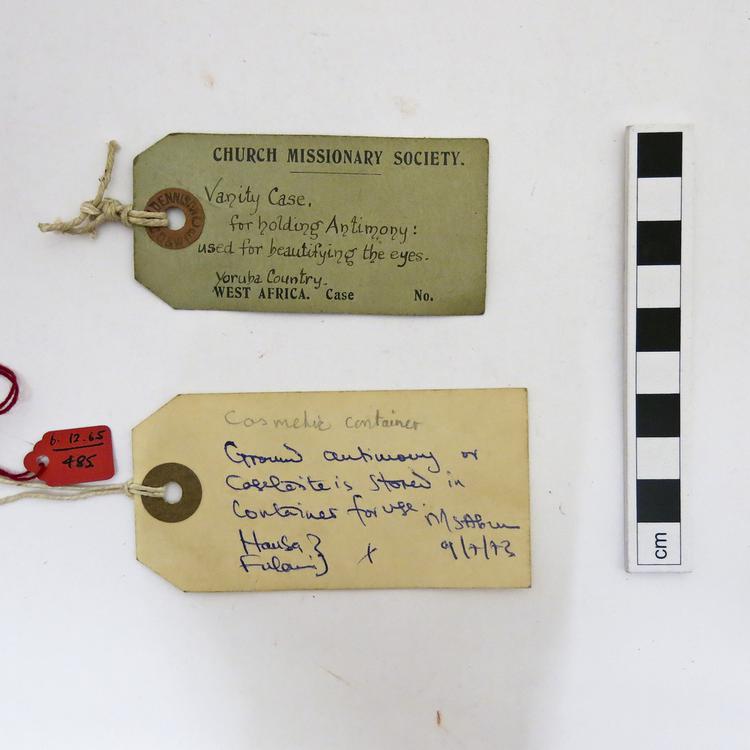 CHURCH MISSIONARY SOCIETY.
Vanity Case.
for holding Antimony:
used for beautifying the eyes.
Yoruba Country.
WEST AFRICA. Case No.
DENNISON
6. 12.65
485
Cosmetic container
Ground antimony or
is stored in
Container for use.
Hausa }
Fulani }
x
9/7/73
cm